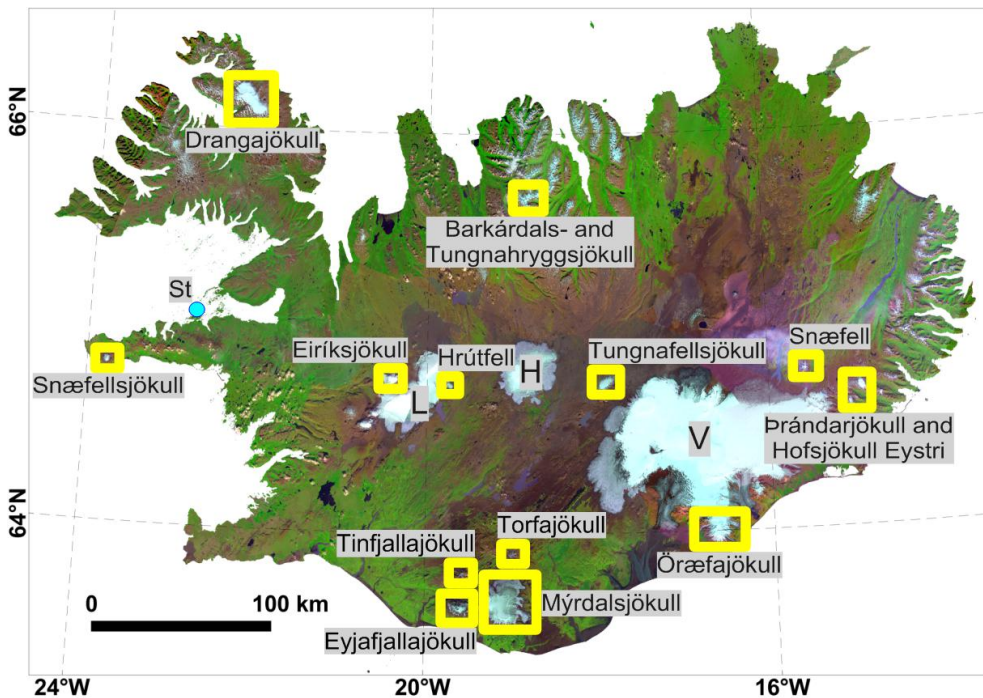 66°N
Drangajökull
Barkárdals- and
Tungnahryggsjökull
St
Snæfellsjökull
Eiríksjökull
Hrútfell
H
Tungnafellsjökull
Snæfell
L
V
Þrándarjökull and
Hofsjökull Eystri
64°N
Torfajökull
Tinfjallajökull
Öræfajökull
Mýrdalsjökull
Eyjafjallajökull
0 100 km
24°W 20°W 16°W